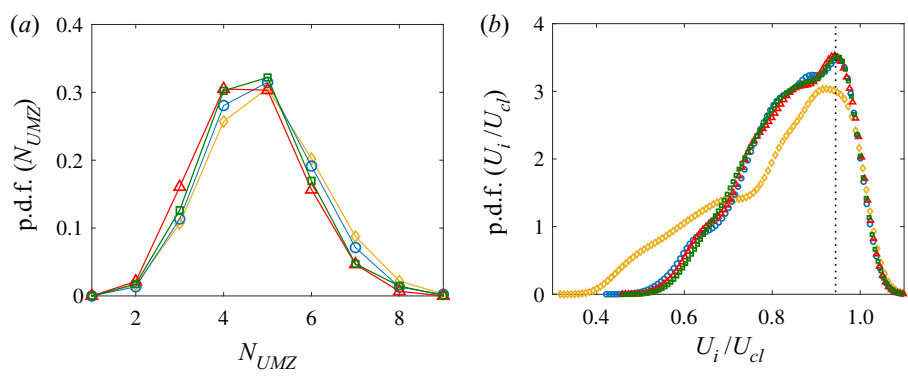 (a)
0.4
0.3
0.2
0.1
0
2 4 6 8
p.d.f. (N_UMZ)
N_UMZ
(b)
4
3
2
1
0
0.4 0.6 0.8 1.0
p.d.f. (U_i/U_cl)
U_i/U_cl